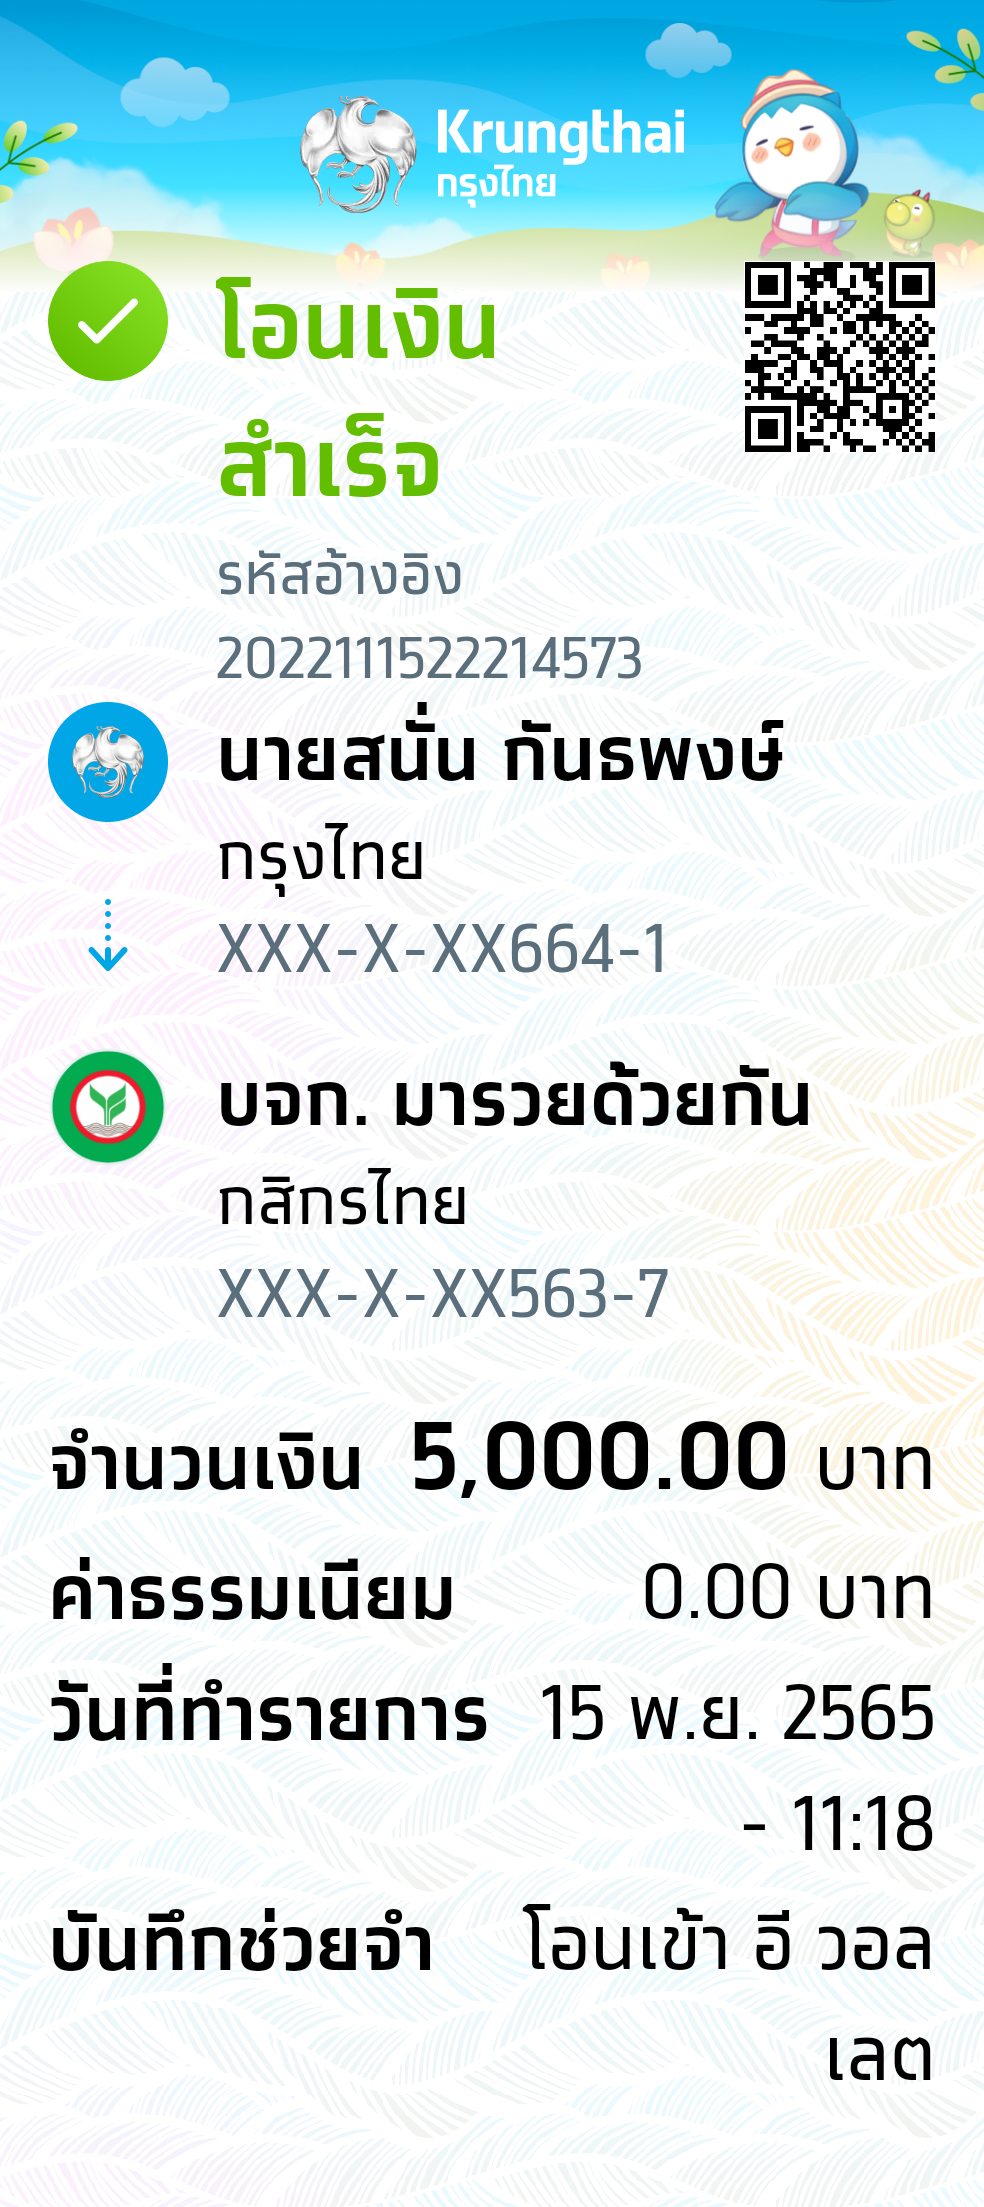 Krungthai
กรุงไทย
โอนเงิน
สำเร็จ
รหัสอ้างอิง
2022111522214573
นายสนั่น กันธพงษ์
กรุงไทย
XXX-X-XX664-1
บจก. มารวยด้วยกัน
กสิกรไทย
XXX-X-XX563-7
จำนวนเงิน 5,000.00 บาท
ค่าธรรมเนียม 0.00 บาท
วันที่ทำรายการ 15 พ.ย. 2565
- 11:18
บันทึกช่วยจำ โอนเข้า อี วอล
เลต